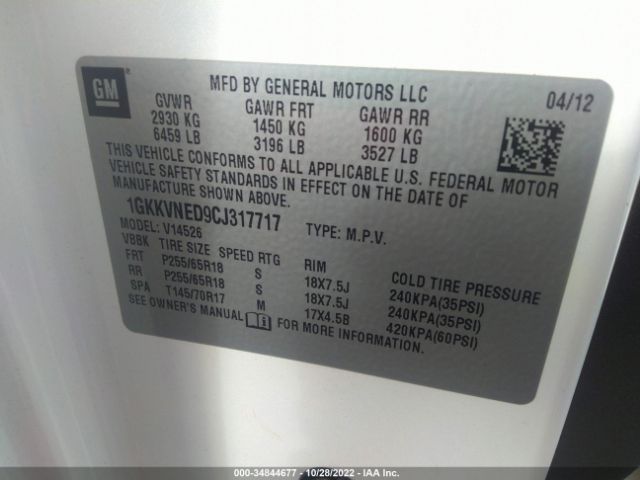 GM
MFD BY GENERAL MOTORS LLC
04/12
GVWR GAWR FRT GAWR RR
2930 KG 1450 KG 1600 KG
6459 LB 3196 LB 3527 LB
THIS VEHICLE CONFORMS TO ALL APPLICABLE U.S. FEDERAL MOTOR
VEHICLE SAFETY STANDARDS IN EFFECT ON THE DATE OF
MANUFACTURE SHOWN ABOVE.
1GKKVNED9CJ317717 TYPE: M.P.V.
MODEL: V14526
VBBK TIRE SIZE SPEED RTG RIM COLD TIRE PRESSURE
FRT P255/65R18 S 18X7.5J 240KPA(35PSI)
RR P255/65R18 S 18X7.5J 240KPA(35PSI)
SPA T145/70R17 M 17X4.5B 420KPA(60PSI)
SEE OWNER'S MANUAL FOR MORE INFORMATION.
000-34844677 - 10/28/2022 - IAA Inc.